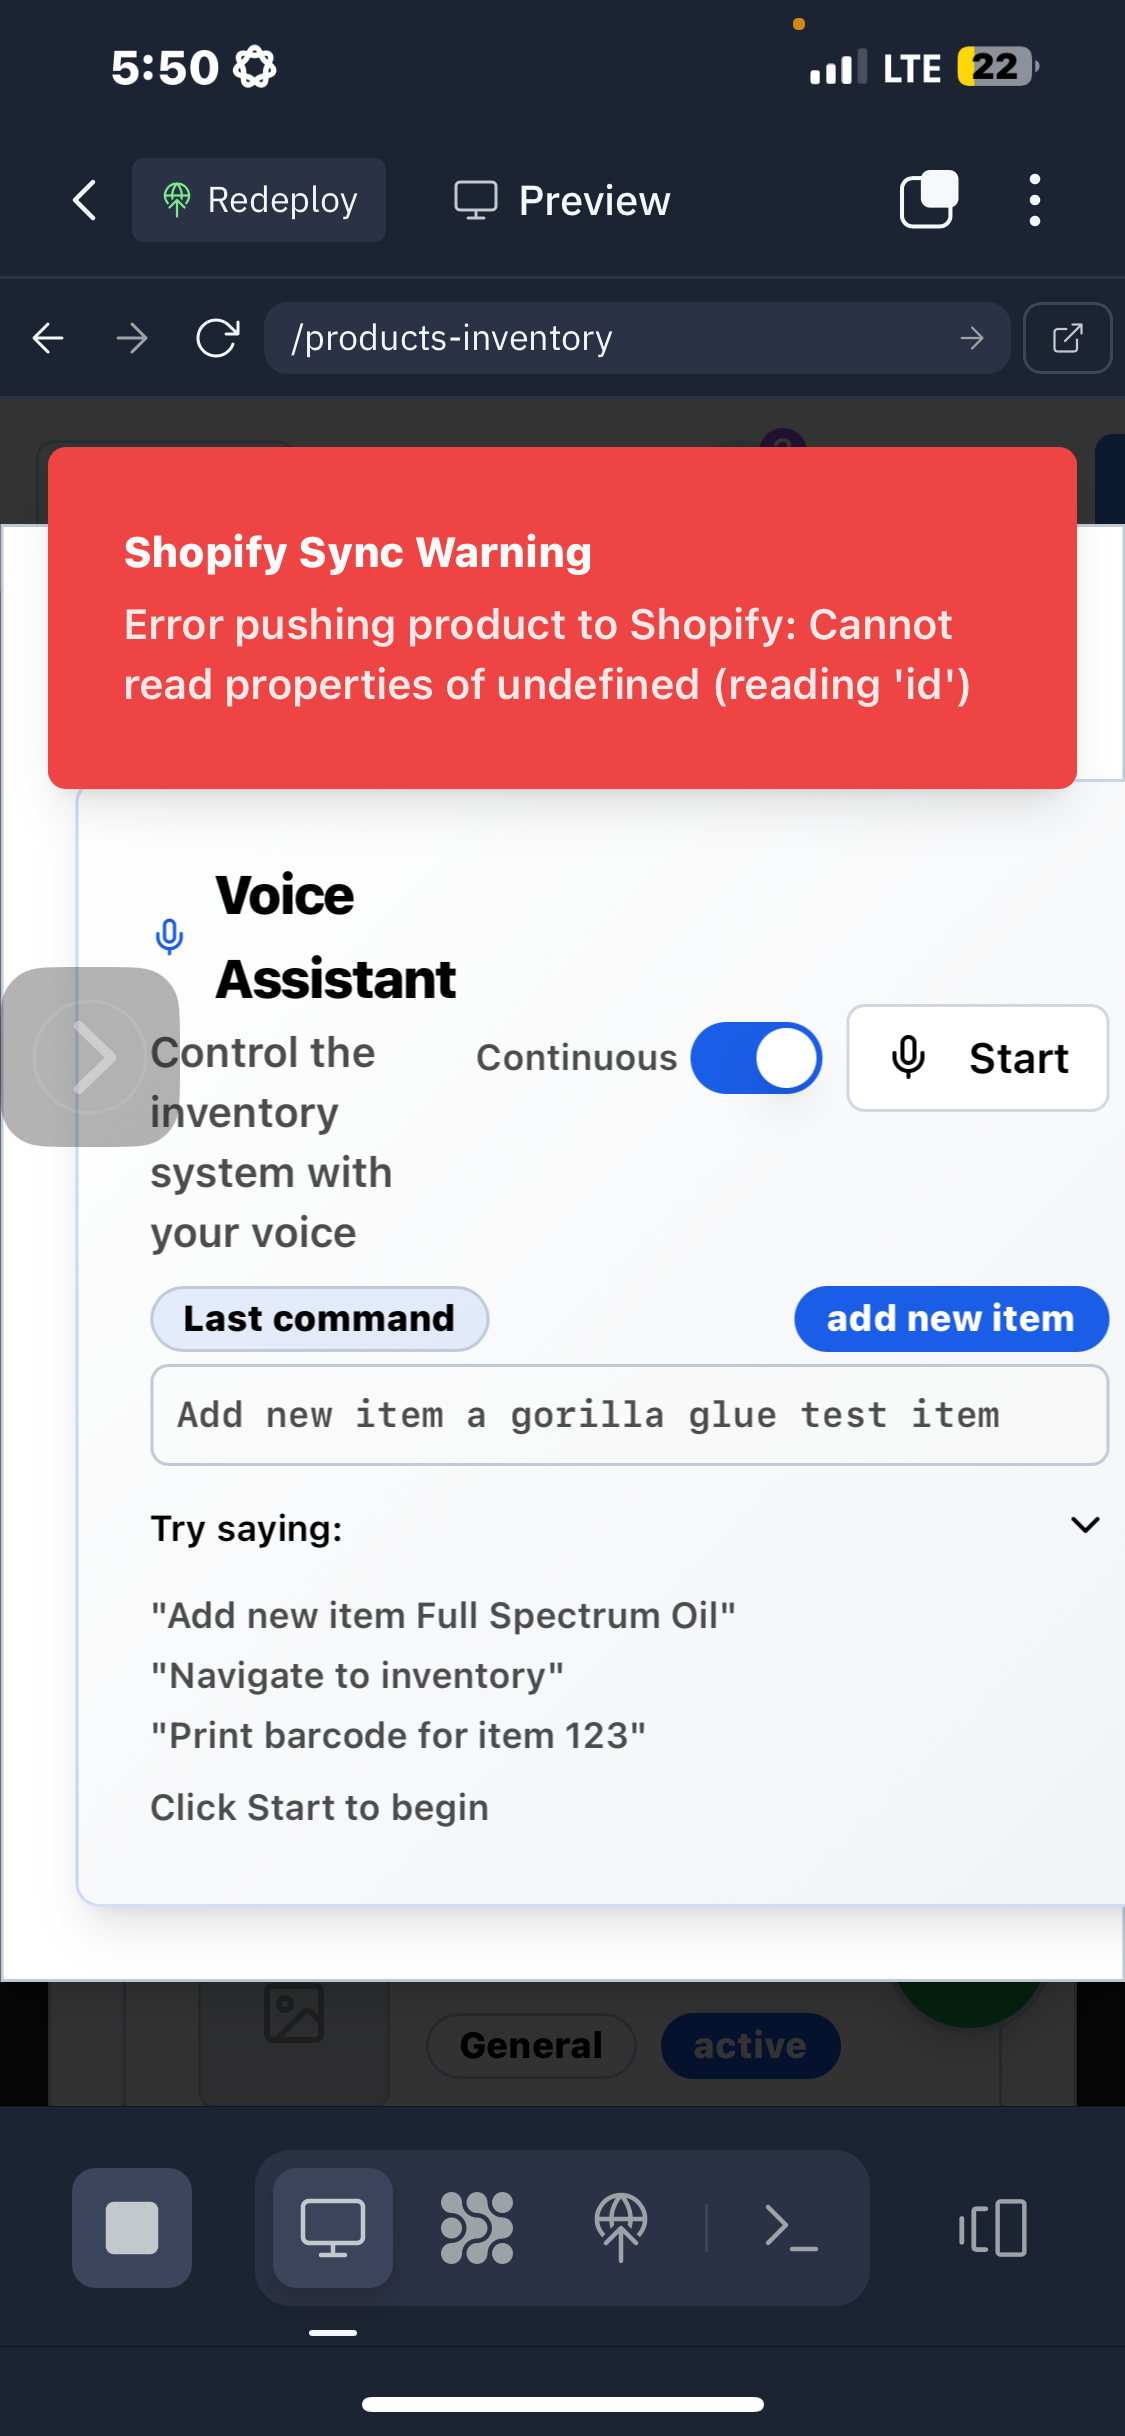 5:50
LTE
22
Redeploy
Preview
/products-inventory
Shopify Sync Warning
Error pushing product to Shopify: Cannot
read properties of undefined (reading 'id')
Voice
Assistant
Control the
inventory
system with
your voice
Continuous
Start
Last command
add new item
Add new item a gorilla glue test item
Try saying:
"Add new item Full Spectrum Oil"
"Navigate to inventory"
"Print barcode for item 123"
Click Start to begin
General
active